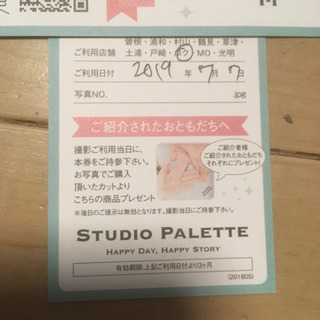 曽根・浦和・村山・鶴見・草津・
ご利用店舗
土浦・戸崎・ ・MO・光明
ご利用日付 2019 年 7月 7日
写真NO. .jpg
ご紹介されたおともだちへ
撮影ご利用当日に、
本券をご持参下さい。
お写真でご購入
頂いたカットより
こちらの商品プレゼント
ご紹介者様
ご紹介されたおともだち
それぞれにプレゼント!
※後日のご提示は無効となります。撮影当日にご持参下さい。
STUDIO PALETTE
HAPPY DAY, HAPPY STORY
有効期限:上記ご利用日付より3ヶ月
(201805)